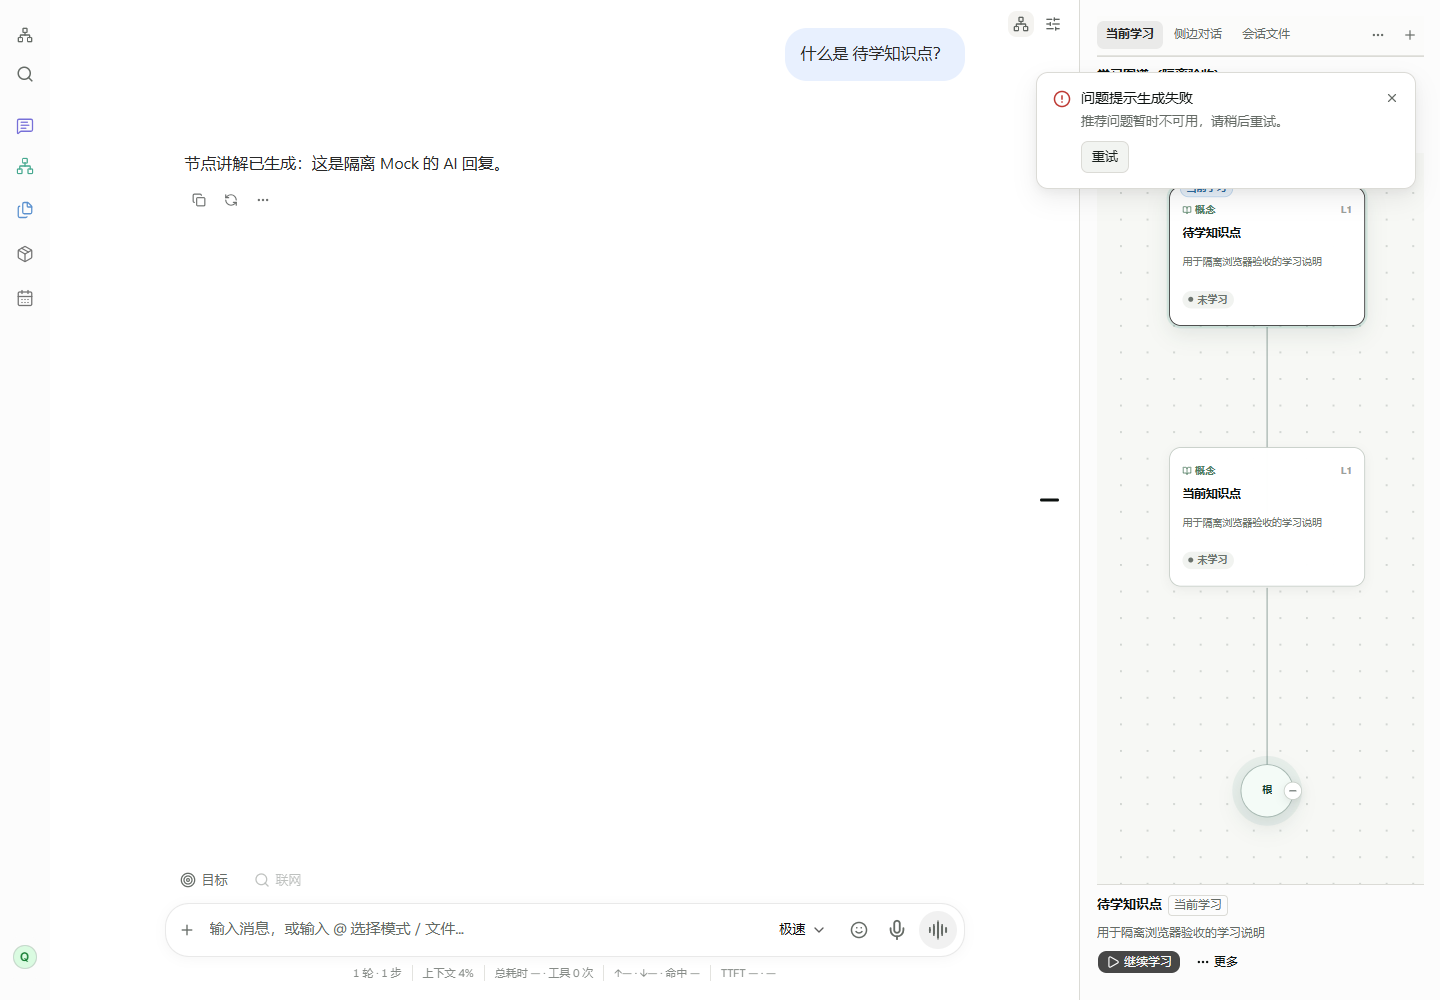 什么是 待学知识点？
节点讲解已生成：这是隔离 Mock 的 AI 回复。
目标
联网
输入消息，或输入 @ 选择模式 / 文件...
极速
1 轮 · 1 步
上下文 4%
总耗时 — · 工具 0 次
↑— · ↓— · 命中 —
TTFT — · —
Q
当前学习
侧边对话
会话文件
问题提示生成失败
推荐问题暂时不可用，请稍后重试。
重试
概念
L1
待学知识点
用于隔离浏览器验收的学习说明
未学习
概念
L1
当前知识点
用于隔离浏览器验收的学习说明
未学习
根
待学知识点
当前学习
用于隔离浏览器验收的学习说明
继续学习
更多